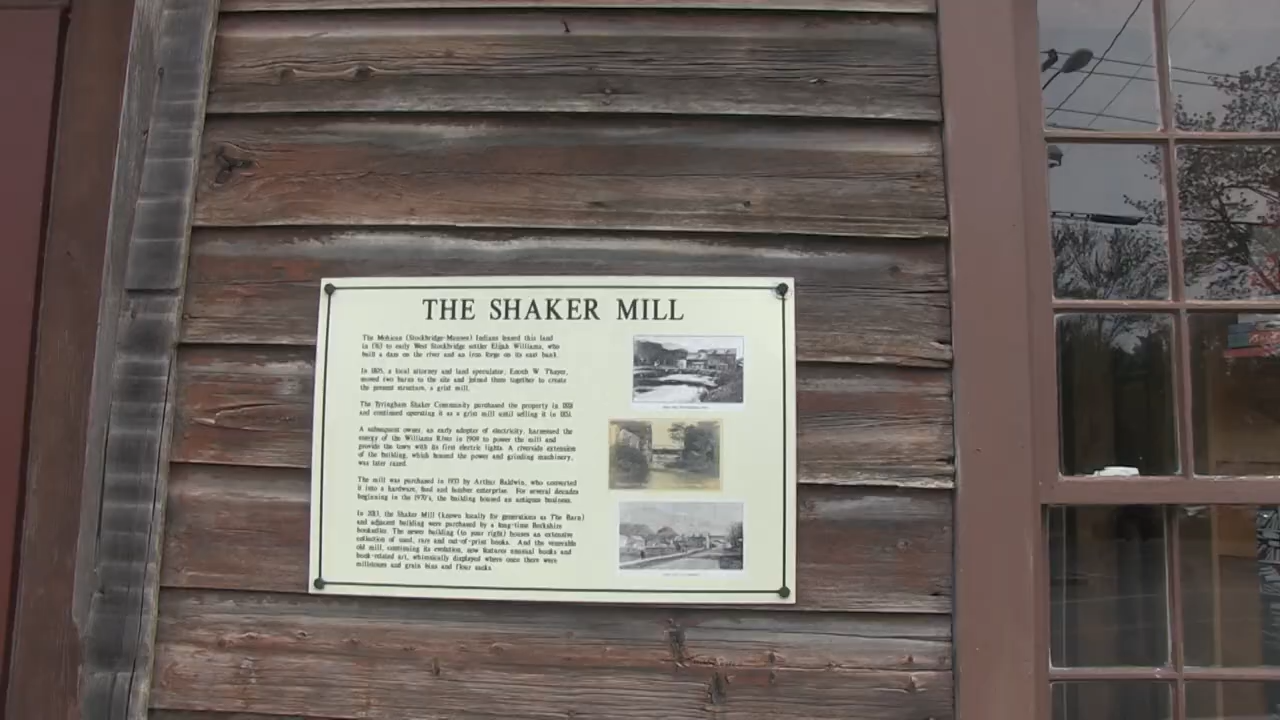 THE SHAKER MILL
The Mohican (Stockbridge-Munsee) Indians leased this land
in 1763 to early West Stockbridge settler Elijah Williams, who
built a dam on the river and an iron forge on its east bank.
In 1805, a local attorney and land speculator, Enoch W. Thayer,
moved two barns to the site and joined them together to create
the present structure, a grist mill.
The Tyringham Shaker Community purchased the property in
and continued operating it as a grist mill until selling it in
A subsequent owner, an early adopter of electricity, harnessed the
energy of the Williams River in 1909 to power the mill and
provide the town with its first electric lights. A riverside extension
of the building, which housed the power and grinding machinery,
was later razed.
The mill was purchased in 1933 by Arthur Baldwin, who converted
it into a hardware, feed and lumber enterprise. For several decades
beginning in the 1970's, the building housed an antiques business.
In 2013, the Shaker Mill (known locally for generations as The Barn)
and adjacent building were purchased by a long-time Berkshire
bookseller. The newer building (to your right) houses an extensive
collection of used, rare and out-of-print books. And the venerable
old mill, continuing its evolution, now features unusual books and
book-related art, whimsically displayed where once there were
millstones and grain bins and flour sacks.